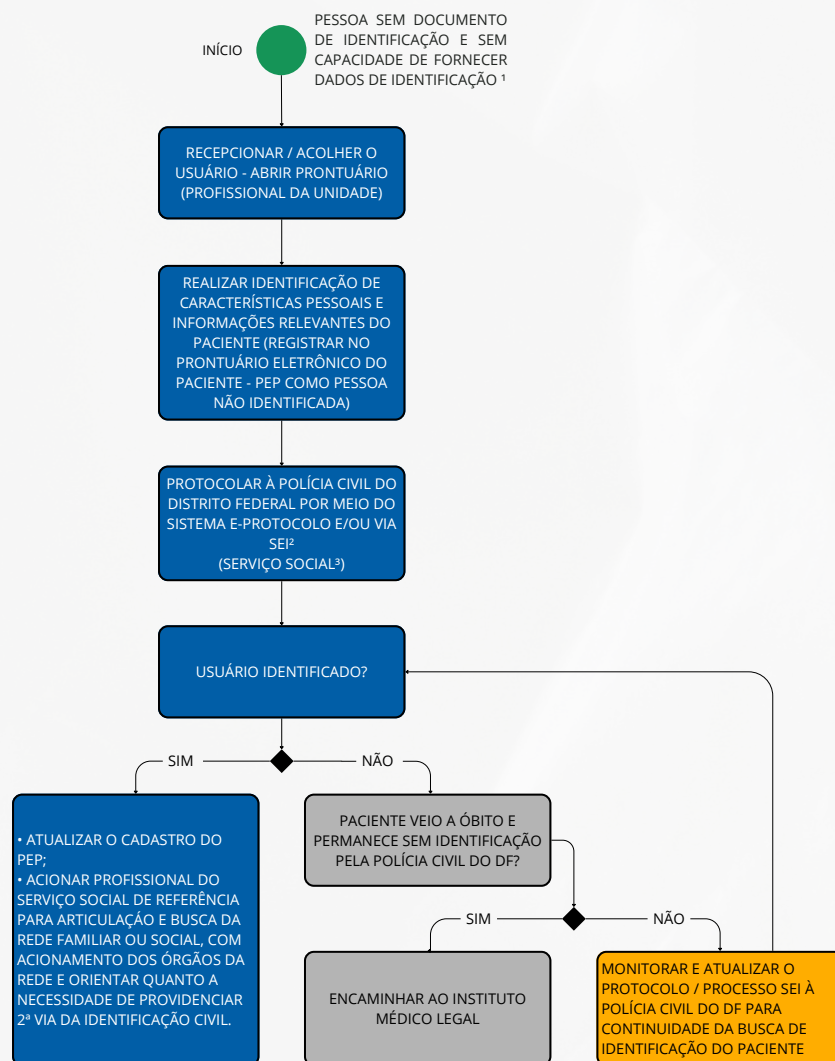 INÍCIO
PESSOA SEM DOCUMENTO
DE IDENTIFICAÇÃO E SEM
CAPACIDADE DE FORNECER
DADOS DE IDENTIFICAÇÃO ¹
RECEPCIONAR / ACOLHER O
USUÁRIO - ABRIR PRONTUÁRIO
(PROFISSIONAL DA UNIDADE)
REALIZAR IDENTIFICAÇÃO DE
CARACTERÍSTICAS PESSOAIS E
INFORMAÇÕES RELEVANTES DO
PACIENTE (REGISTRAR NO
PRONTUÁRIO ELETRÔNICO DO
PACIENTE - PEP COMO PESSOA
NÃO IDENTIFICADA)
PROTOCOLAR À POLÍCIA CIVIL DO
DISTRITO FEDERAL POR MEIO DO
SISTEMA E-PROTOCOLO E/OU VIA
SEI²
(SERVIÇO SOCIAL³)
USUÁRIO IDENTIFICADO?
SIM
NÃO
• ATUALIZAR O CADASTRO DO
PEP;
• ACIONAR PROFISSIONAL DO
SERVIÇO SOCIAL DE REFERÊNCIA
PARA ARTICULAÇÁO E BUSCA DA
REDE FAMILIAR OU SOCIAL, COM
ACIONAMENTO DOS ÓRGÃOS DA
REDE E ORIENTAR QUANTO A
NECESSIDADE DE PROVIDENCIAR
2ª VIA DA IDENTIFICAÇÃO CIVIL.
PACIENTE VEIO A ÓBITO E
PERMANECE SEM IDENTIFICAÇÃO
PELA POLÍCIA CIVIL DO DF?
SIM
NÃO
ENCAMINHAR AO INSTITUTO
MÉDICO LEGAL
MONITORAR E ATUALIZAR O
PROTOCOLO / PROCESSO SEI À
POLÍCIA CIVIL DO DF PARA
CONTINUIDADE DA BUSCA DE
IDENTIFICAÇÃO DO PACIENTE